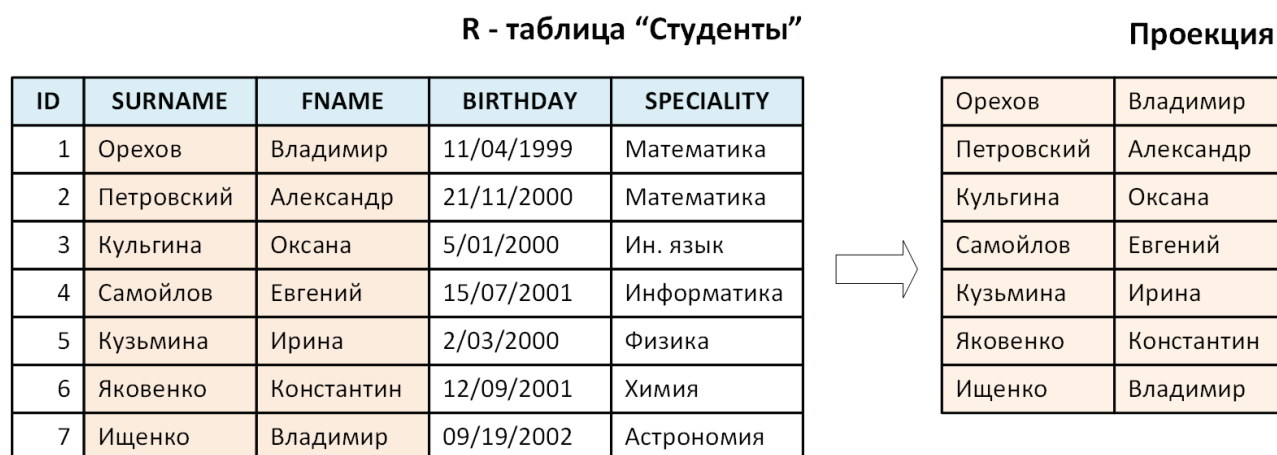 R - таблица “Студенты”
ID SURNAME FNAME BIRTHDAY SPECIALITY
1 Орехов Владимир 11/04/1999 Математика
2 Петровский Александр 21/11/2000 Математика
3 Кульгина Оксана 5/01/2000 Ин. язык
4 Самойлов Евгений 15/07/2001 Информатика
5 Кузьмина Ирина 2/03/2000 Физика
6 Яковенко Константин 12/09/2001 Химия
7 Ищенко Владимир 09/19/2002 Астрономия
Проекция
Орехов Владимир
Петровский Александр
Кульгина Оксана
Самойлов Евгений
Кузьмина Ирина
Яковенко Константин
Ищенко Владимир